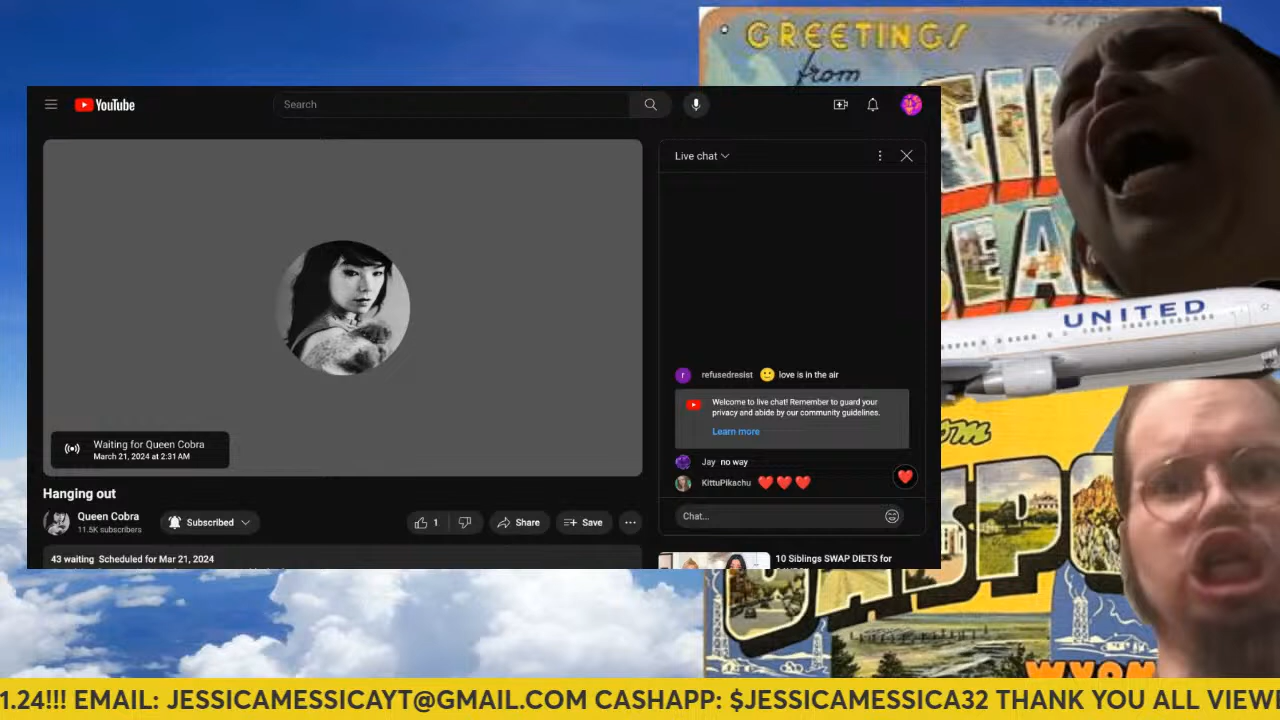 GREETINGS
from
YouTube
Search
Live chat
UNITED
refusedresist 🙂 love is in the air
Welcome to live chat! Remember to guard your
privacy and abide by our community guidelines.
Learn more
Waiting for Queen Cobra
March 21, 2024 at 2:31 AM
Jay no way
KittuPikachu ❤️❤️❤️
Hanging out
Queen Cobra
11.5K subscribers
Subscribed
1
Share
Save
Chat...
43 waiting Scheduled for Mar 21, 2024
10 Siblings SWAP DIETS for
1.24!!! EMAIL: JESSICAMESSICAYT@GMAIL.COM CASHAPP: $JESSICAMESSICA32 THANK YOU ALL VIEW